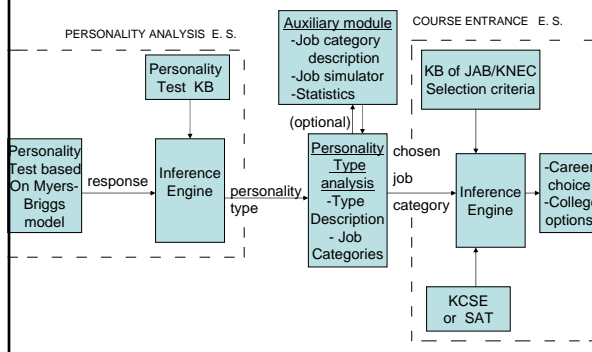 PERSONALITY ANALYSIS E. S.
Personality
Test KB
Personality
Test based
On Myers-
Briggs
model
response
Inference
Engine
personality
type
Auxiliary module
-Job category
description
-Job simulator
-Statistics
(optional)
Personality
Type
analysis
-Type
Description
- Job
Categories
chosen
job
category
COURSE ENTRANCE E. S.
KB of JAB/KNEC
Selection criteria
Inference
Engine
KCSE
or SAT
-Career
choice
-College
options